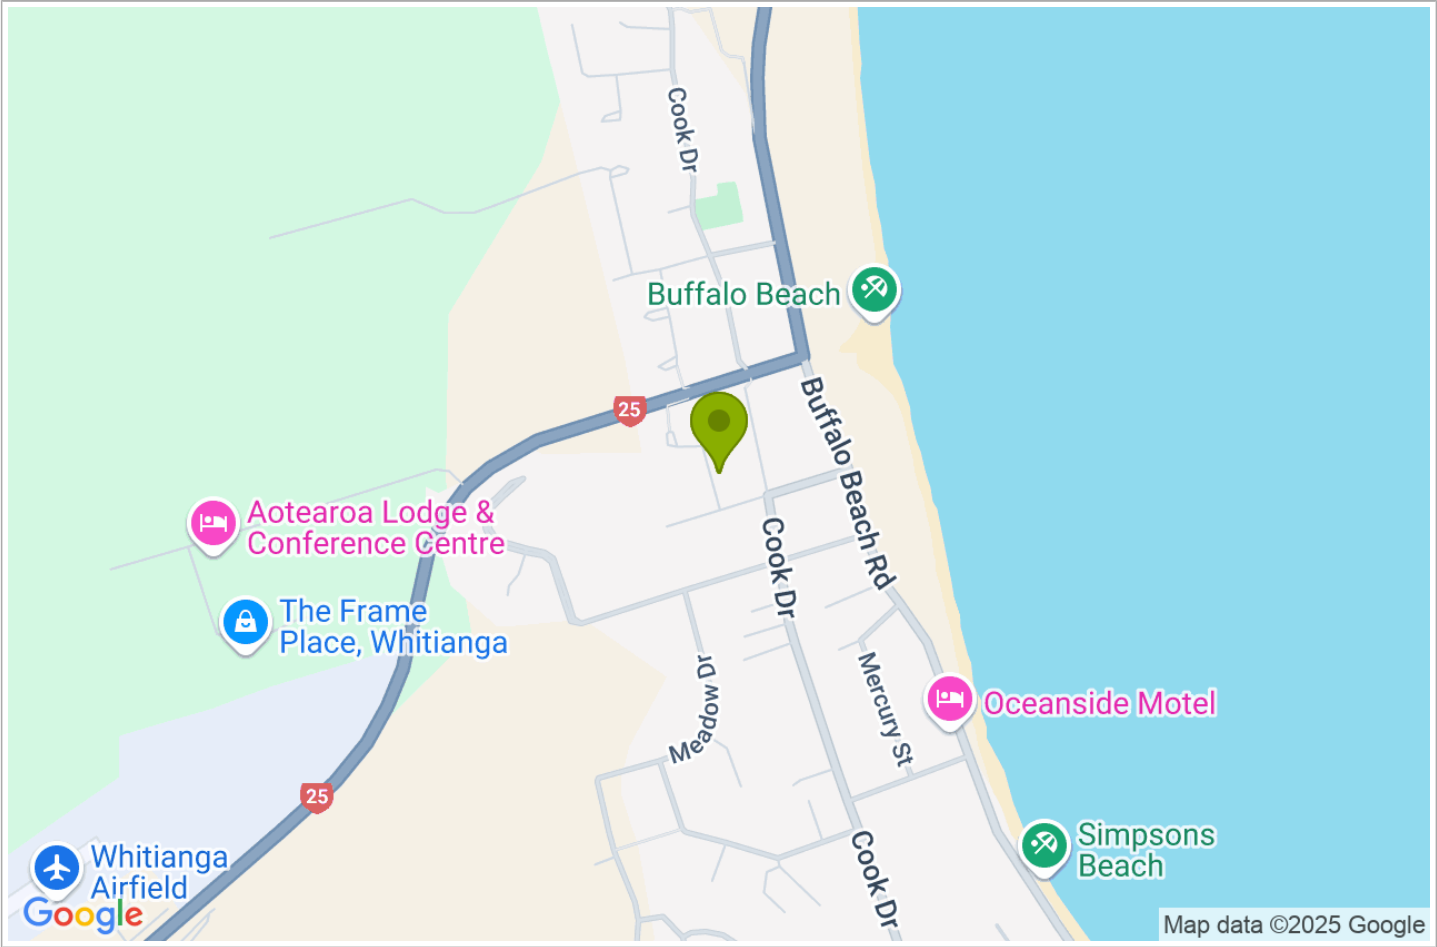 Cook Dr
Buffalo Beach
25
Buffalo Beach Rd
Aotearoa Lodge &
Conference Centre
Cook Dr
The Frame
Place, Whitianga
Meadow Dr
Mercury St
Oceanside Motel
25
Simpsons
Beach
Whitianga
Airfield
Cook Dr
Google
Map data ©2025 Google